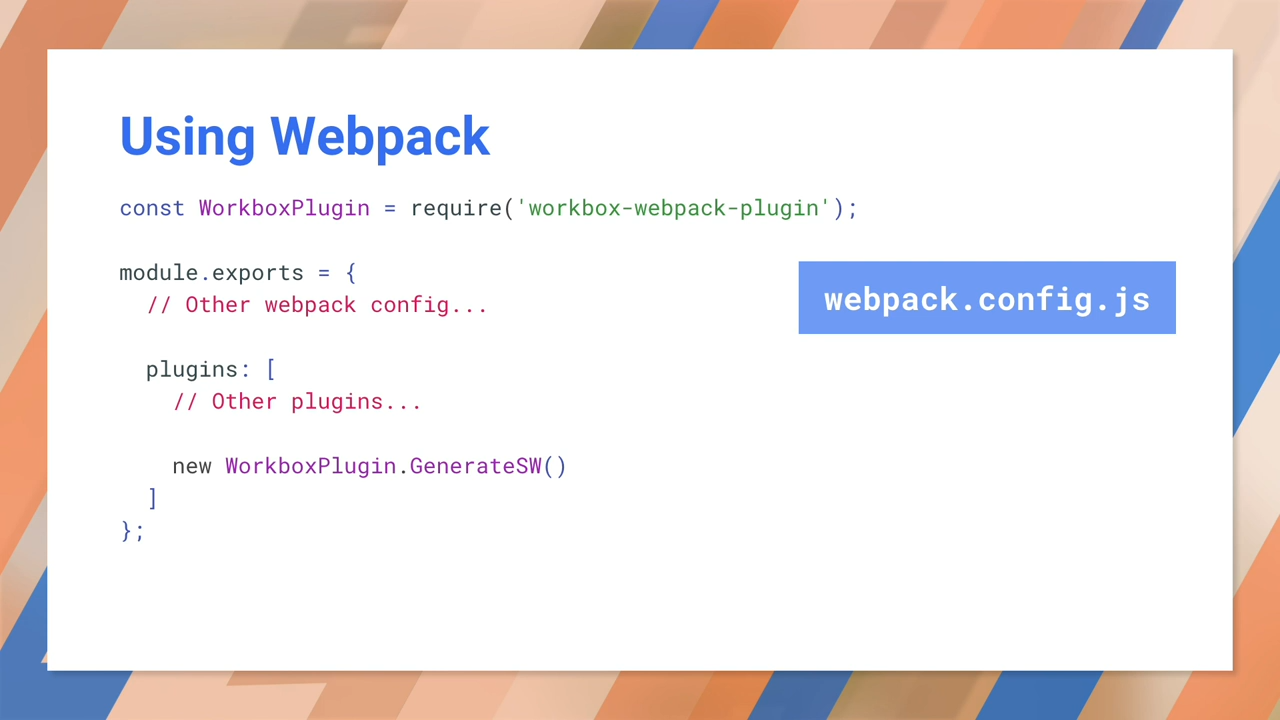 Using Webpack
const WorkboxPlugin = require('workbox-webpack-plugin');
module.exports = {
// Other webpack config...
webpack.config.js
plugins: [
// Other plugins...
new WorkboxPlugin.GenerateSW()
]
};